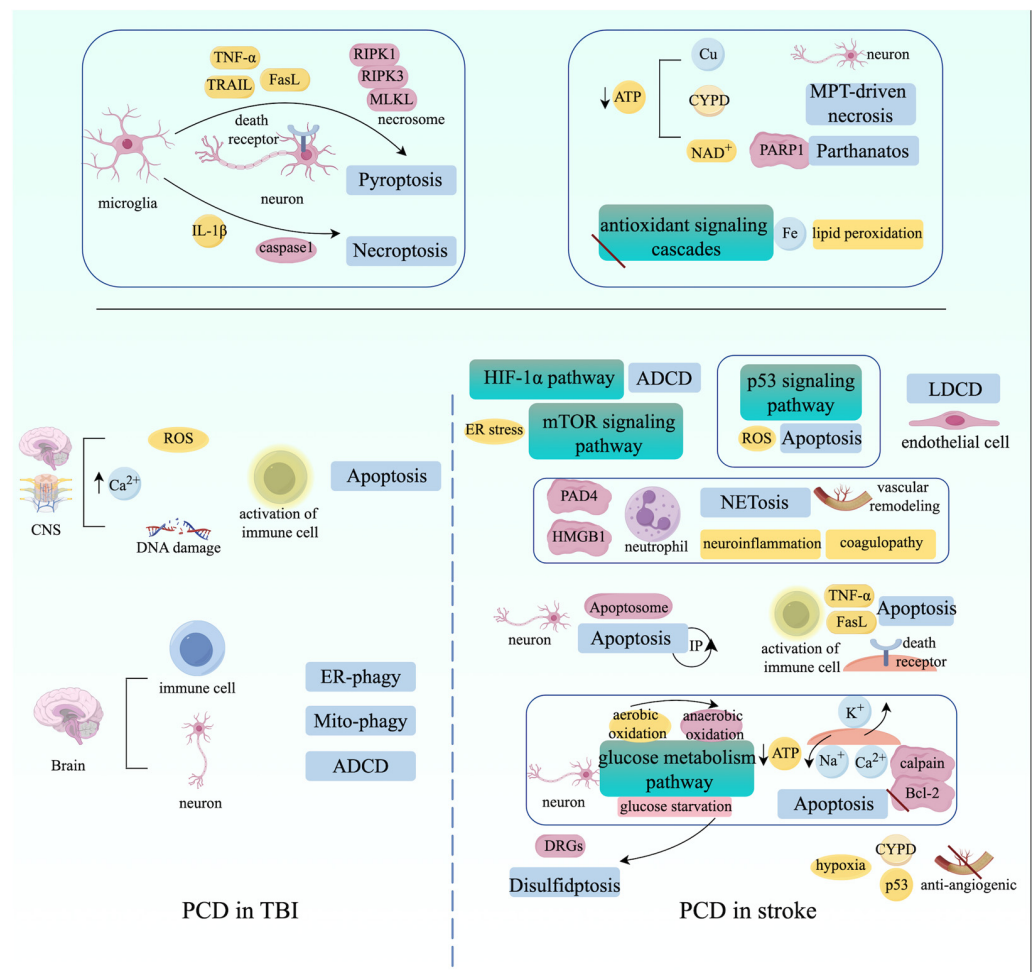 TNF-α
TRAIL
FasL
RIPK1
RIPK3
MLKL
necrosome
death
receptor
microglia
neuron
Pyroptosis
IL-1β
caspase1
Necroptosis
Cu
neuron
ATP
CYPD
MPT-driven
necrosis
NAD+
PARP1
Parthanatos
antioxidant signaling
cascades
Fe
lipid peroxidation
CNS
Ca2+
ROS
DNA damage
activation of
immune cell
Apoptosis
Brain
immune cell
neuron
ER-phagy
Mito-phagy
ADCD
PCD in TBI
HIF-1α pathway
ADCD
ER stress
mTOR signaling
pathway
p53 signaling
pathway
ROS
Apoptosis
LDCD
endothelial cell
PAD4
HMGB1
neutrophil
NETosis
vascular
remodeling
neuroinflammation
coagulopathy
neuron
Apoptosome
Apoptosis
IP
activation of
immune cell
TNF-α
FasL
Apoptosis
death
receptor
aerobic
oxidation
anaerobic
oxidation
glucose metabolism
pathway
neuron
glucose starvation
ATP
K+
Na+
Ca2+
calpain
Bcl-2
Apoptosis
DRGs
Disulfidptosis
hypoxia
CYPD
p53
anti-angiogenic
PCD in stroke